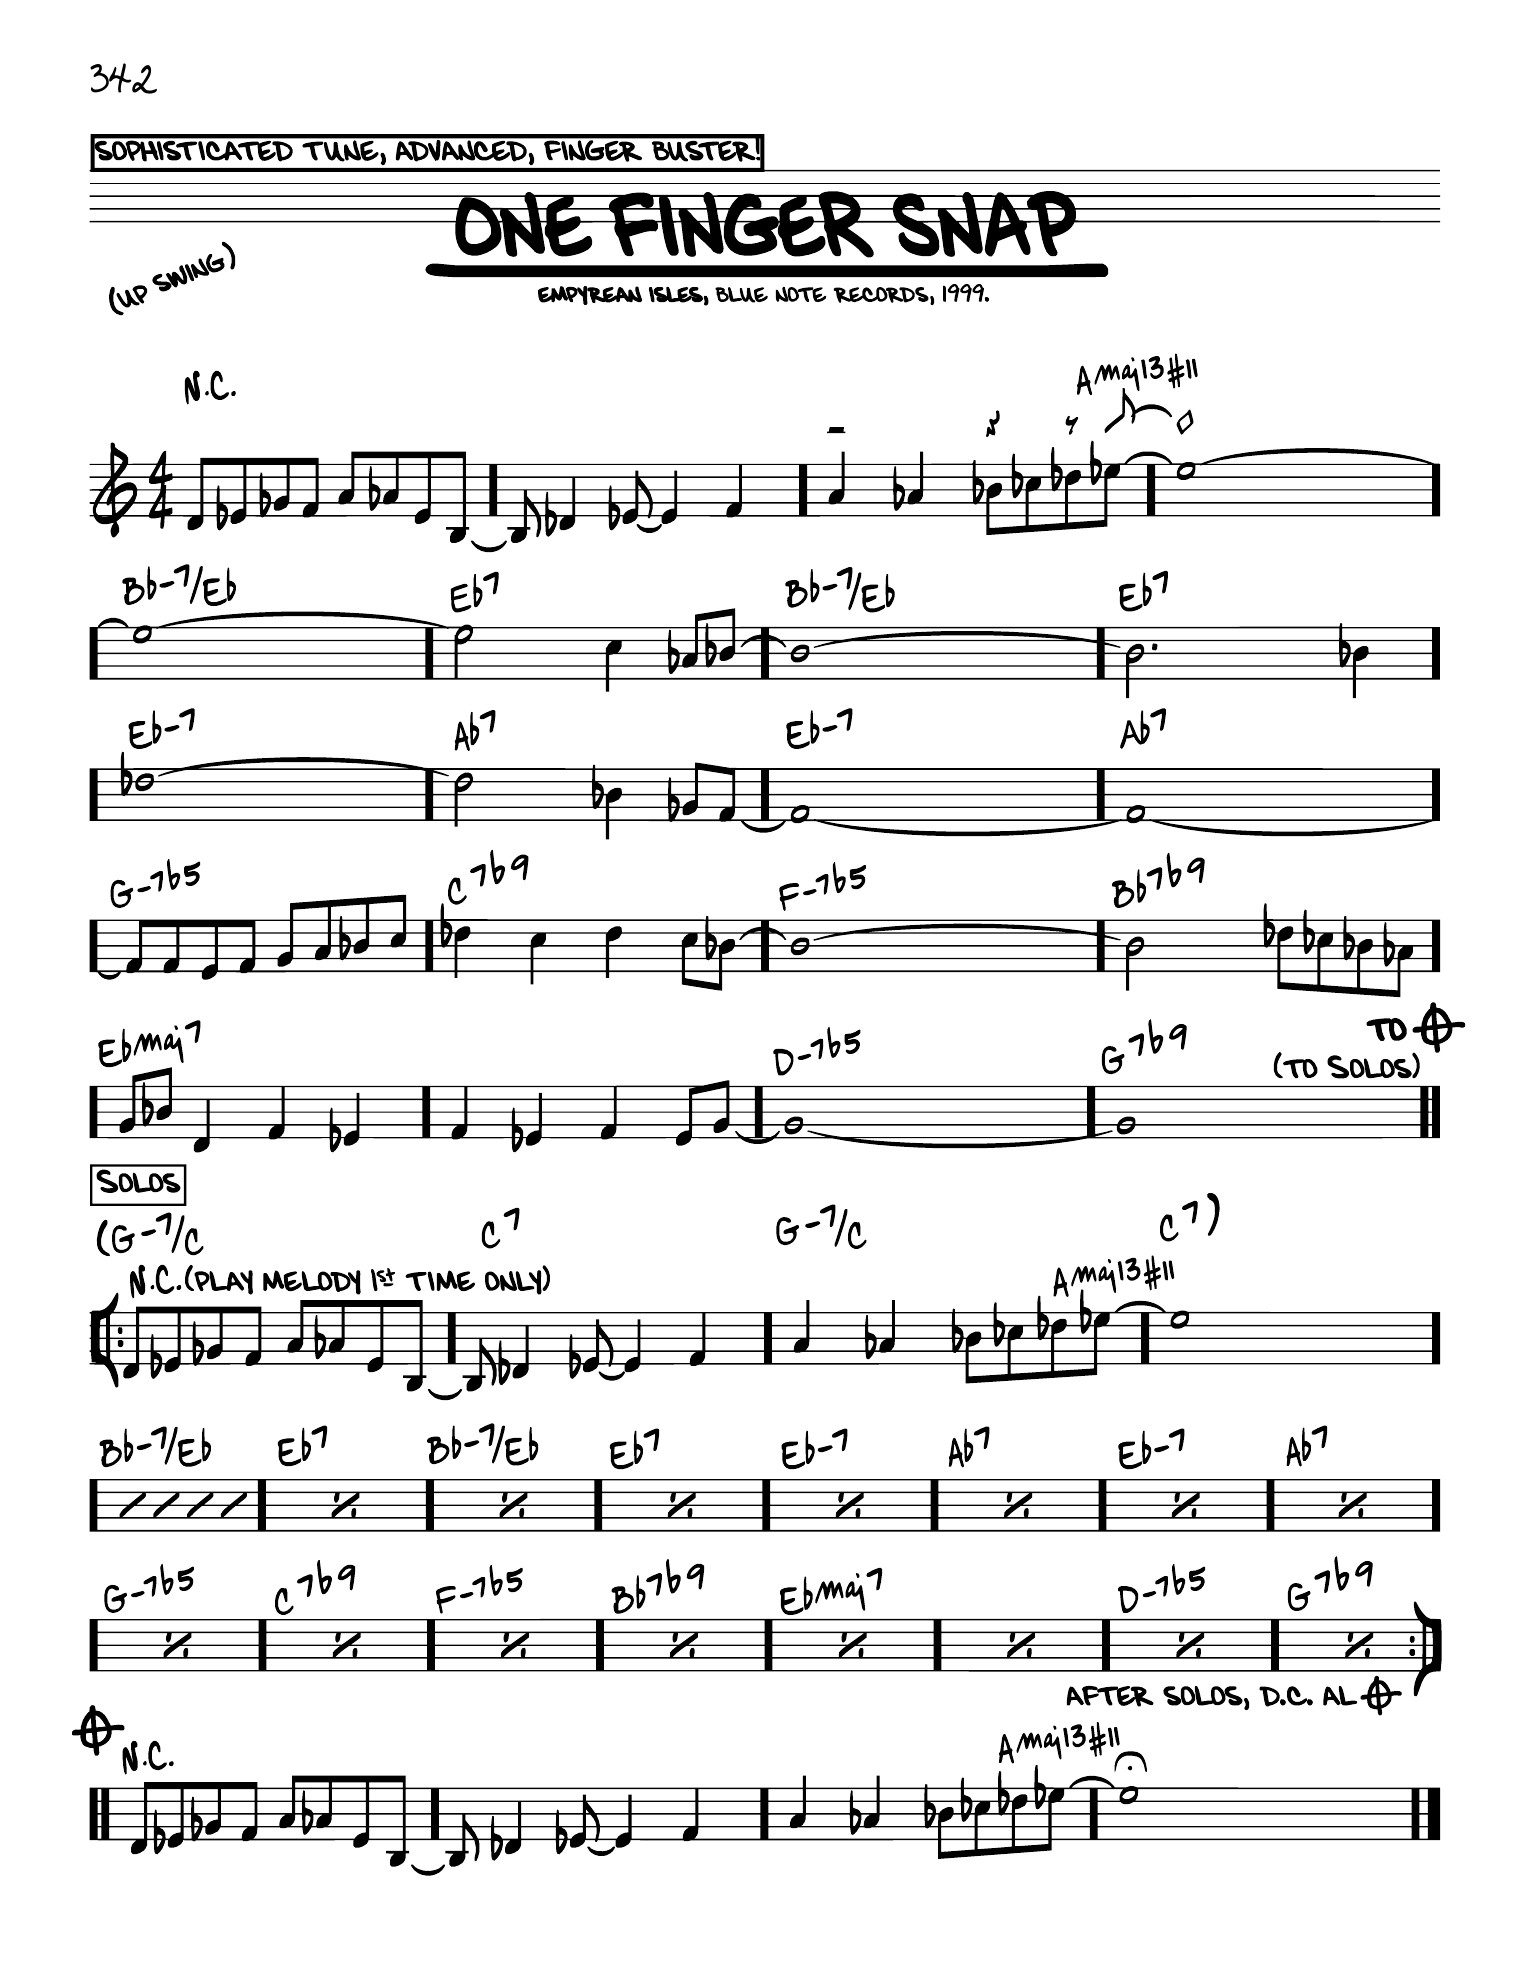 342
SOPHISTICATED TUNE, ADVANCED, FINGER BUSTER!
ONE FINGER SNAP
(UP SWING)
EMPYREAN ISLES, BLUE NOTE RECORDS, 1999.
N.C. Amaj13#11
4
4
Bb-7/Eb Eb7 Bb-7/Eb Eb7
Eb-7 Ab7 Eb-7 Ab7
G-7b5 C7b9 F-7b5 Bb7b9
Ebmaj7 D-7b5 G7b9 TO
(TO SOLOS)
SOLOS
(G-7/C C7 G-7/C C7)
N.C.(PLAY MELODY 1st TIME ONLY) Amaj13#11
Bb-7/Eb Eb7 Bb-7/Eb Eb7 Eb-7 Ab7 Eb-7 Ab7
G-7b5 C7b9 F-7b5 Bb7b9 Ebmaj7 D-7b5 G7b9
AFTER SOLOS, D.C. AL
N.C. Amaj13#11